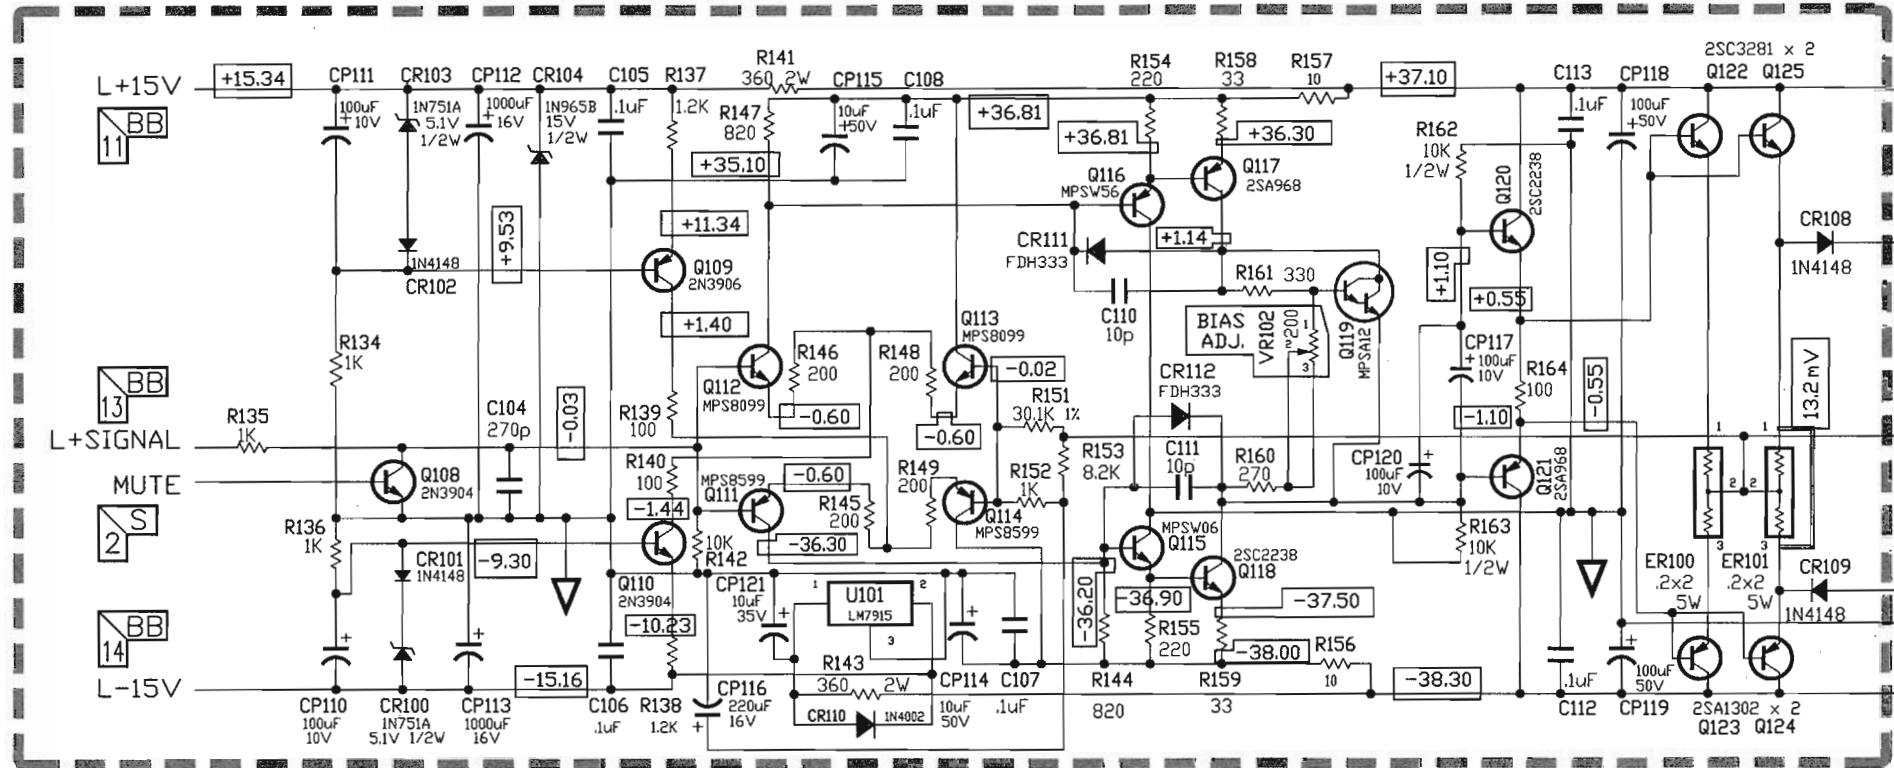 2SC3281 x 2
Q122 Q125
L+15V
+15.34
BB
11
CP111
100uF
10V
CR103
1N751A
5.1V
1/2W
CP112
1000uF
16V
CR104
1N965B
15V
1/2W
C105
.1uF
R137
1.2K
R141
360 2W
R147
820
CP115
10uF
50V
C108
.1uF
+36.81
R154
220
R158
33
R157
10
+37.10
C113
.1uF
CP118
100uF
50V
+36.81
+36.30
+35.10
Q116
MPSW56
Q117
2SA968
R162
10K
1/2W
Q120
2SC2238
+11.34
+9.53
1N4148
CR102
Q109
2N3906
CR111
FDH333
+1.14
+1.10
CR108
1N4148
+1.40
C110
10p
R161 330
BIAS
ADJ.
VR102
200
1
2
3
Q119
MPSA12
+0.55
CP117
100uF
10V
R134
1K
Q113
MPS8099
Q112
MPS8099
R146
200
R148
200
-0.02
CR112
FDH333
R164
100
-0.55
13.2mV
BB
13
R135
1K
L+SIGNAL
C104
270p
-0.03
R139
100
-0.60
-0.60
R151
30.1K 1%
-1.10
MUTE
Q108
2N3904
R140
100
MPS8599
Q111
-0.60
R145
200
R149
200
R152
1K
R153
8.2K
C111
10p
R160
270
CP120
100uF
10V
Q121
2SA968
1
2
3
1
2
3
S
2
R136
1K
-1.44
10K
R142
-36.30
Q114
MPS8599
MPSW06
Q115
2SC2238
Q118
R163
10K
1/2W
CR101
1N4148
-9.30
Q110
2N3904
CP121
10uF
35V
U101
LM7915
1
2
3
-36.20
-36.90
-37.50
ER100
.2x2
5W
ER101
.2x2
5W
CR109
1N4148
BB
14
-10.23
R155
220
-38.00
R156
10
L-15V
-15.16
R143
360 2W
-38.30
CP110
100uF
10V
CR100
1N751A
5.1V 1/2W
CP113
1000uF
16V
C106
.1uF
R138
1.2K
CP116
220uF
16V
CR110
1N4002
CP114
10uF
50V
C107
.1uF
R144
820
R159
33
.1uF
C112
100uF
50V
CP119
2SA1302 x 2
Q123 Q124